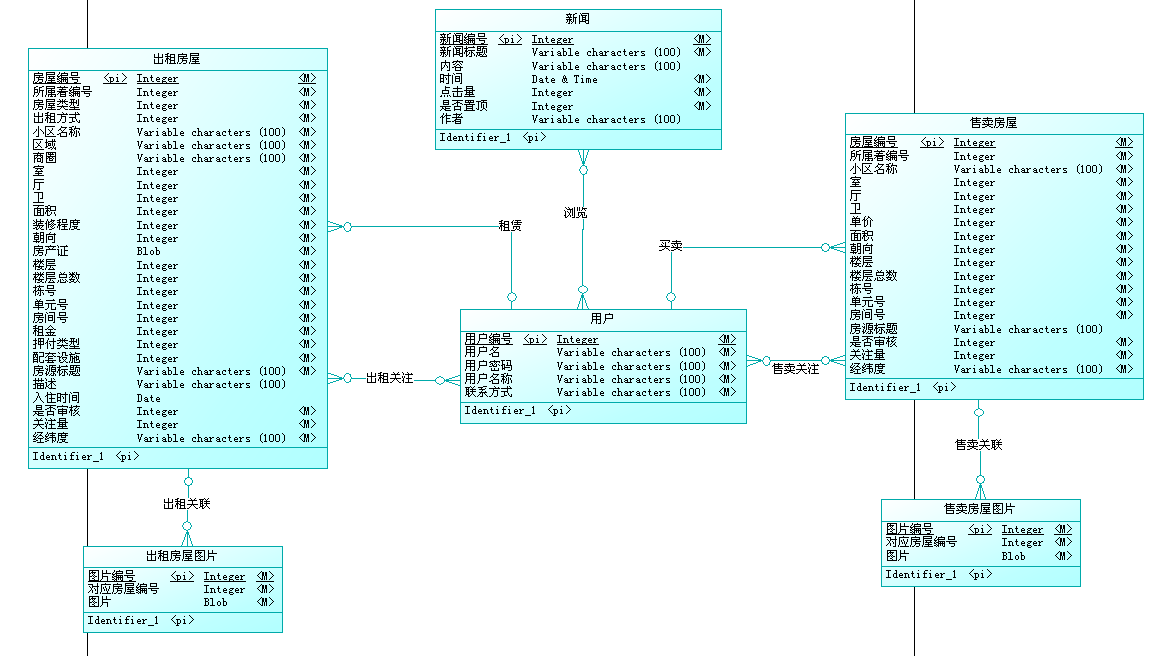 新闻
新闻编号 <pi> Integer <M>
新闻标题 Variable characters (100) <M>
内容 Variable characters (100)
时间 Date & Time <M>
点击量 Integer <M>
是否置顶 Integer <M>
作者 Variable characters (100)
Identifier_1 <pi>
出租房屋
房屋编号 <pi> Integer <M>
所属着编号 Integer <M>
房屋类型 Integer <M>
出租方式 Integer <M>
小区名称 Variable characters (100) <M>
区域 Variable characters (100) <M>
商圈 Variable characters (100) <M>
室 Integer <M>
厅 Integer <M>
卫 Integer <M>
面积 Integer <M>
装修程度 Integer <M>
朝向 Integer <M>
房产证 Blob <M>
楼层 Integer <M>
楼层总数 Integer <M>
栋号 Integer <M>
单元号 Integer <M>
房间号 Integer <M>
租金 Integer <M>
押付类型 Integer <M>
配套设施 Integer <M>
房源标题 Variable characters (100) <M>
描述 Variable characters (100)
入住时间 Date
是否审核 Integer <M>
关注量 Integer <M>
经纬度 Variable characters (100) <M>
Identifier_1 <pi>
售卖房屋
房屋编号 <pi> Integer <M>
所属着编号 Integer <M>
小区名称 Variable characters (100) <M>
室 Integer <M>
厅 Integer <M>
卫 Integer <M>
单价 Integer <M>
面积 Integer <M>
朝向 Integer <M>
楼层 Integer <M>
楼层总数 Integer <M>
栋号 Integer <M>
单元号 Integer <M>
房间号 Integer <M>
房源标题 Variable characters (100)
是否审核 Integer <M>
关注量 Integer <M>
经纬度 Variable characters (100) <M>
Identifier_1 <pi>
浏览
租赁
买卖
用户
用户编号 <pi> Integer <M>
用户名 Variable characters (100) <M>
用户密码 Variable characters (100) <M>
用户名称 Variable characters (100) <M>
联系方式 Variable characters (100) <M>
Identifier_1 <pi>
出租关注
售卖关注
售卖关联
出租关联
售卖房屋图片
图片编号 <pi> Integer <M>
对应房屋编号 Integer <M>
图片 Blob <M>
Identifier_1 <pi>
出租房屋图片
图片编号 <pi> Integer <M>
对应房屋编号 Integer <M>
图片 Blob <M>
Identifier_1 <pi>